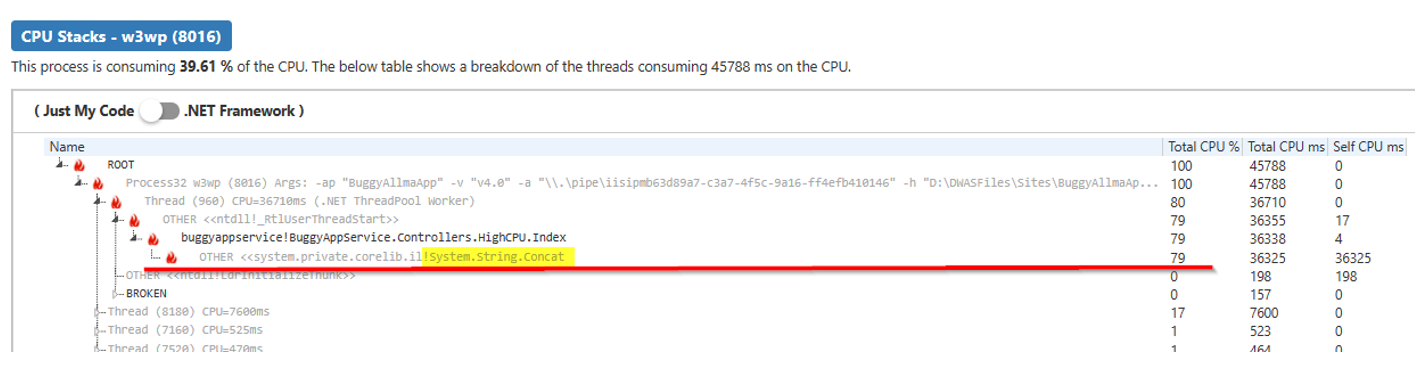 CPU Stacks - w3wp (8016)
This process is consuming 39.61 % of the CPU. The below table shows a breakdown of the threads consuming 45788 ms on the CPU.
( Just My Code .NET Framework )
Name Total CPU % Total CPU ms Self CPU ms
ROOT 100 45788 0
Process32 w3wp (8016) Args: -ap "BuggyAllmaApp" -v "v4.0" -a "\\.\pipe\iisipmb63d89a7-c3a7-4f5c-9a16-ff4efb410146" -h "D:\DWASFiles\Sites\BuggyAllmaAp... 100 45788 0
Thread (960) CPU=36710ms (.NET ThreadPool Worker) 80 36710 0
OTHER <<ntdll!_RtlUserThreadStart>> 79 36355 17
buggyappservice!BuggyAppService.Controllers.HighCPU.Index 79 36338 4
OTHER <<system.private.corelib.il!System.String.Concat 79 36325 36325
OTHER <<ntdll!LdrInitializeThunk>> 0 198 198
BROKEN 0 157 0
Thread (8180) CPU=7600ms 17 7600 0
Thread (7160) CPU=525ms 1 523 0
Thread (7520) CPU=470ms 1 464 0